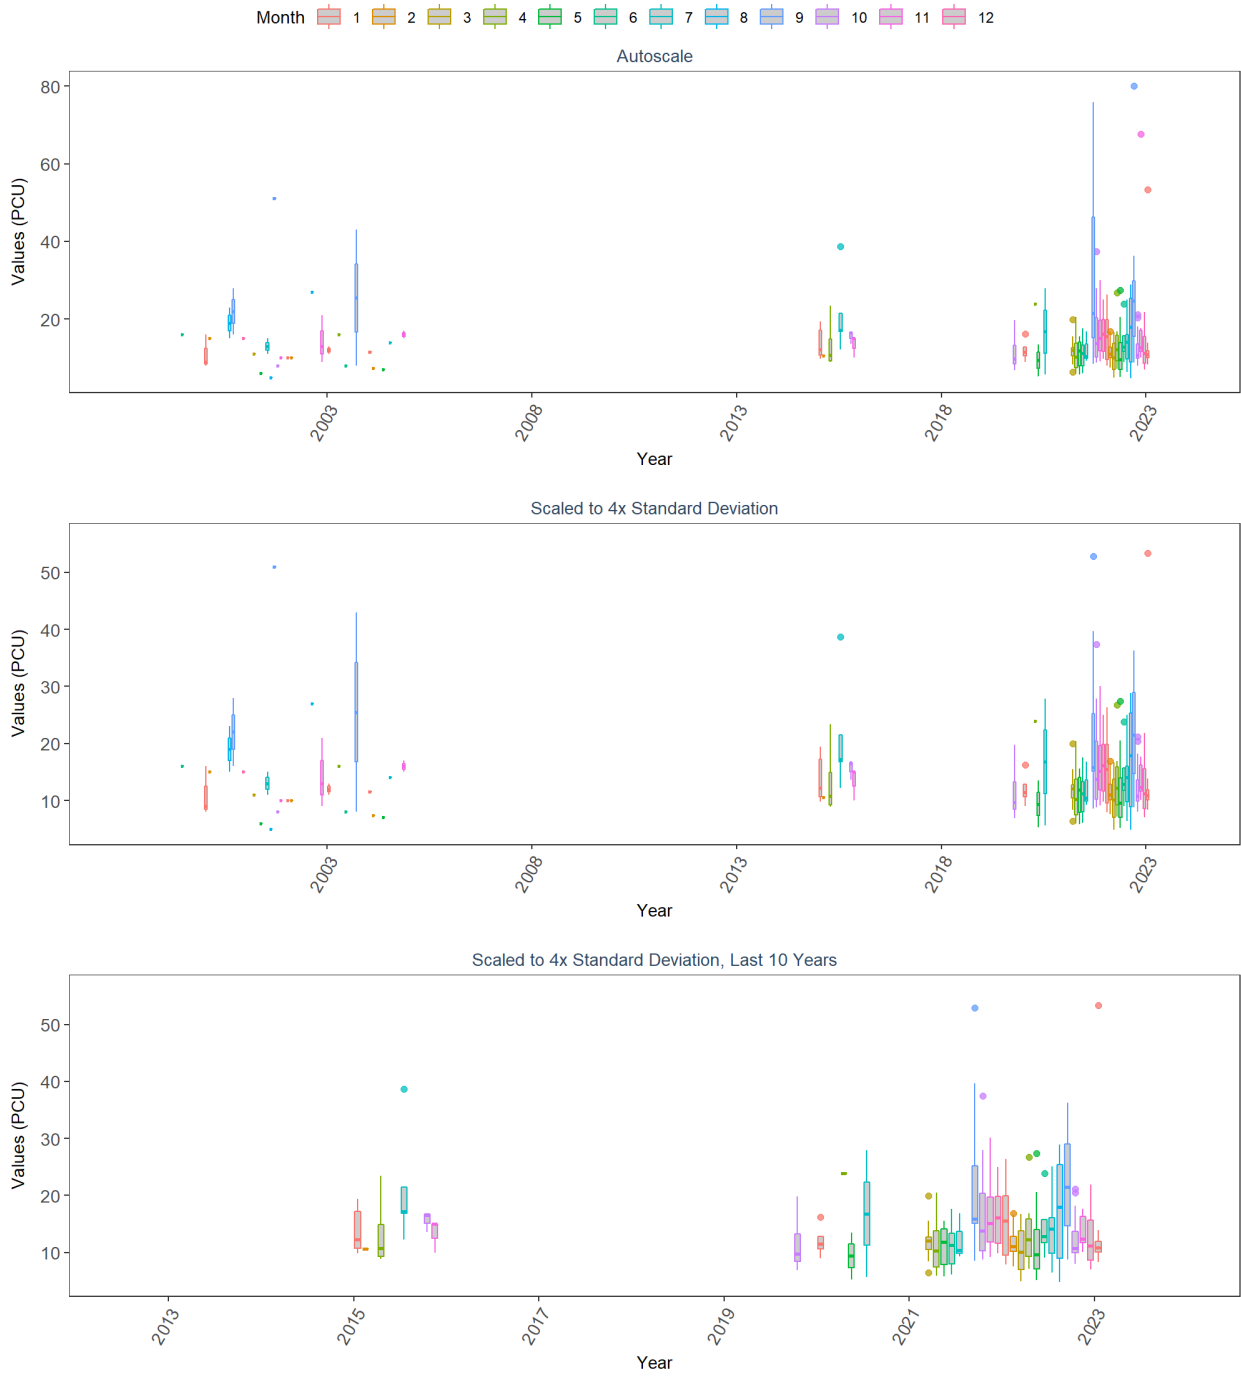 Month 1 2 3 4 5 6 7 8 9 10 11 12
Autoscale
80
60
40
20
Values (PCU)
2003 2008 2013 2018 2023
Year
Scaled to 4x Standard Deviation
50
40
30
20
10
Values (PCU)
2003 2008 2013 2018 2023
Year
Scaled to 4x Standard Deviation, Last 10 Years
50
40
30
20
10
Values (PCU)
2013 2015 2017 2019 2021 2023
Year